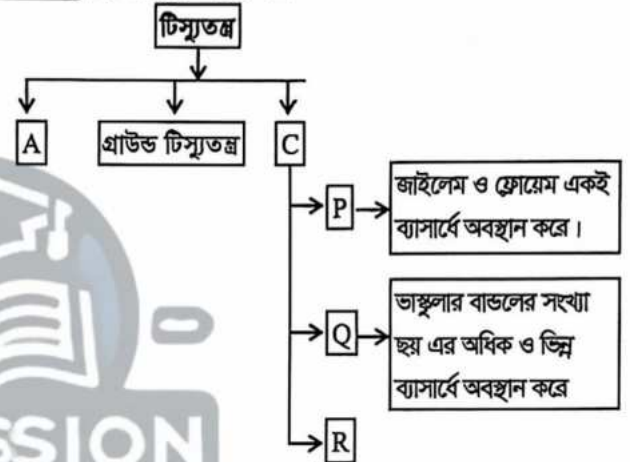 টিস্যুতন্ত্র
A
গ্রাউন্ড টিস্যুতন্ত্র
C
P
জাইলেম ও ফ্লোয়েম একই
ব্যাসার্ধে অবস্থান করে।
Q
ভাস্কুলার বান্ডলের সংখ্যা
ছয় এর অধিক ও ভিন্ন
ব্যাসার্ধে অবস্থান করে
R
SSION